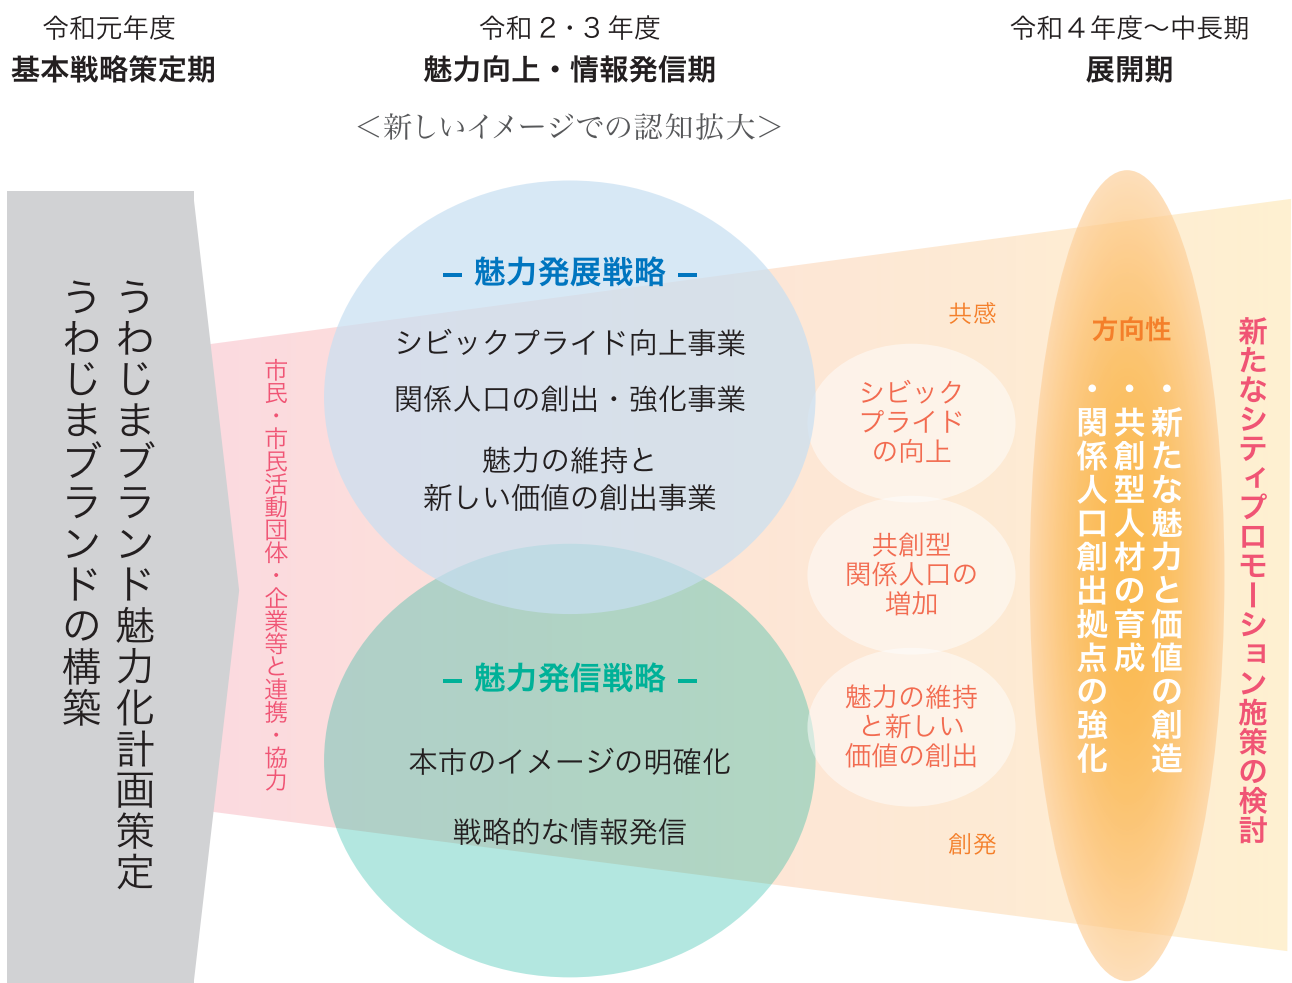 令和元年度
基本戦略策定期
令和２・３年度
魅力向上・情報発信期
＜新しいイメージでの認知拡大＞
令和４年度～中長期
展開期
うわじまブランド魅力化計画策定
うわじまブランドの構築
市民・市民活動団体・企業等と連携・協力
– 魅力発展戦略 –
シビックプライド向上事業
関係人口の創出・強化事業
魅力の維持と
新しい価値の創出事業
– 魅力発信戦略 –
本市のイメージの明確化
戦略的な情報発信
共感
シビック
プライド
の向上
共創型
関係人口の
増加
魅力の維持
と新しい
価値の創出
創発
方向性
・新たな魅力と価値の創造
・共創型人材の育成
・関係人口創出拠点の強化
新たなシティプロモーション施策の検討